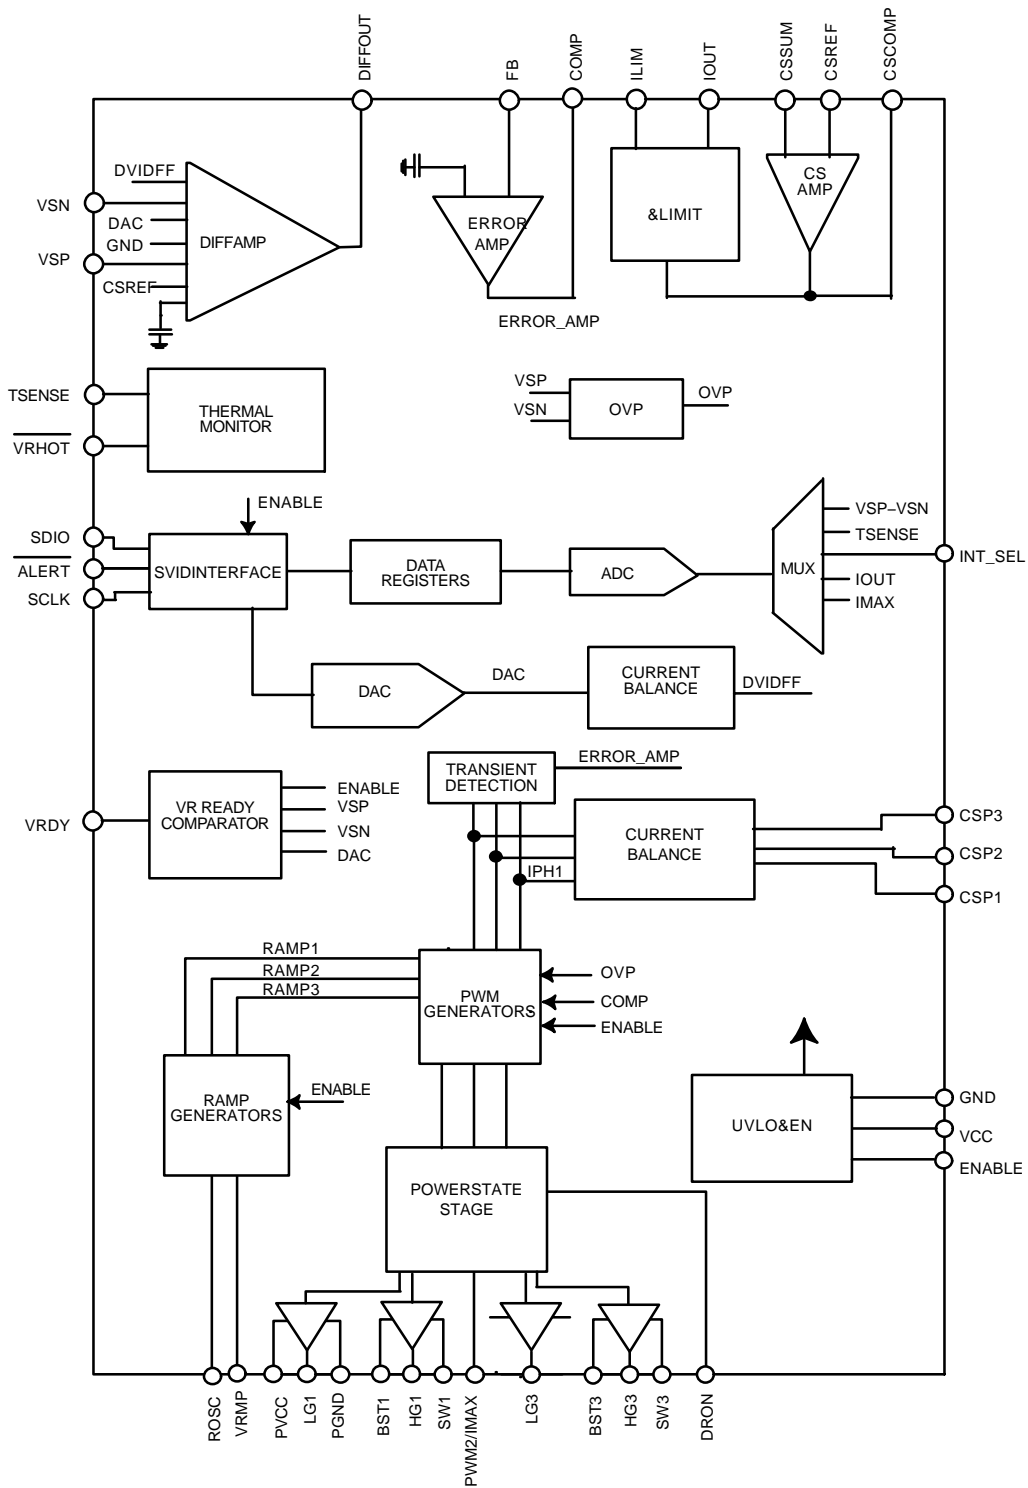 DIFFOUT
FB
COMP
ILIM
IOUT
CSSUM
CSREF
CSCOMP
DVIDFF
VSN
DAC
GND
VSP
CSREF
DIFFAMP
ERROR
AMP
ERROR_AMP
&LIMIT
CS
AMP
TSENSE
VRHOT
THERMAL
MONITOR
VSP
VSN
OVP
OVP
ENABLE
SDIO
ALERT
SCLK
SVIDINTERFACE
DATA
REGISTERS
ADC
MUX
VSP–VSN
TSENSE
INT_SEL
IOUT
IMAX
DAC
DAC
CURRENT
BALANCE
DVIDFF
TRANSIENT
DETECTION
ERROR_AMP
VRDY
VR READY
COMPARATOR
ENABLE
VSP
VSN
DAC
CURRENT
BALANCE
IPH1
CSP3
CSP2
CSP1
RAMP1
RAMP2
RAMP3
PWM
GENERATORS
OVP
COMP
ENABLE
RAMP
GENERATORS
ENABLE
UVLO&EN
GND
VCC
ENABLE
POWERSTATE
STAGE
ROSC
VRMP
PVCC
LG1
PGND
BST1
HG1
SW1
PWM2/IMAX
LG3
BST3
HG3
SW3
DRON